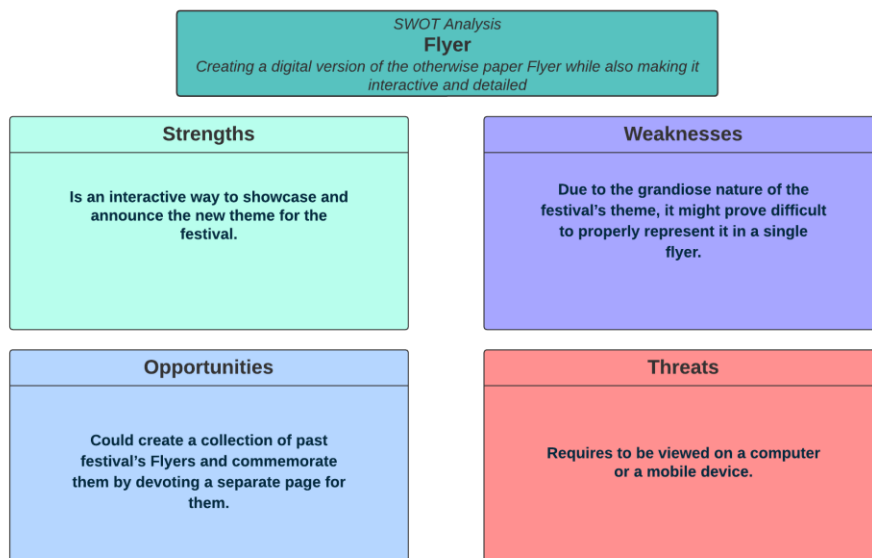 SWOT Analysis
Flyer
Creating a digital version of the otherwise paper Flyer while also making it
interactive and detailed
Strengths
Is an interactive way to showcase and
announce the new theme for the
festival.
Weaknesses
Due to the grandiose nature of the
festival's theme, it might prove difficult
to properly represent it in a single
flyer.
Opportunities
Could create a collection of past
festival's Flyers and commemorate
them by devoting a separate page for
them.
Threats
Requires to be viewed on a computer
or a mobile device.